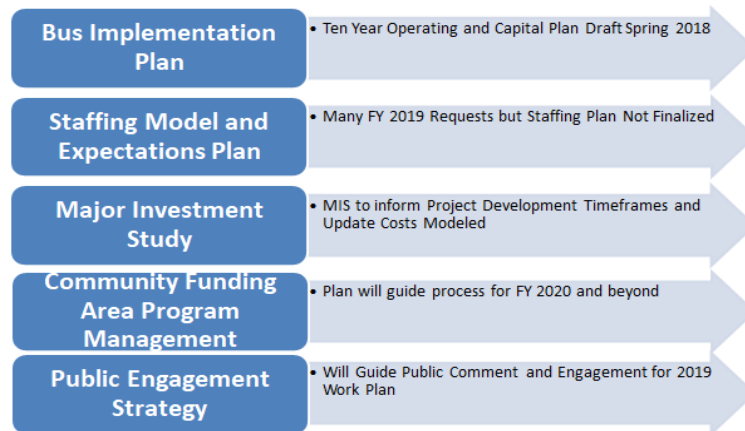 Bus Implementation
Plan
• Ten Year Operating and Capital Plan Draft Spring 2018
Staffing Model and
Expectations Plan
• Many FY 2019 Requests but Staffing Plan Not Finalized
Major Investment
Study
• MIS to inform Project Development Timeframes and
Update Costs Modeled
Community Funding
Area Program
Management
• Plan will guide process for FY 2020 and beyond
Public Engagement
Strategy
• Will Guide Public Comment and Engagement for 2019
Work Plan